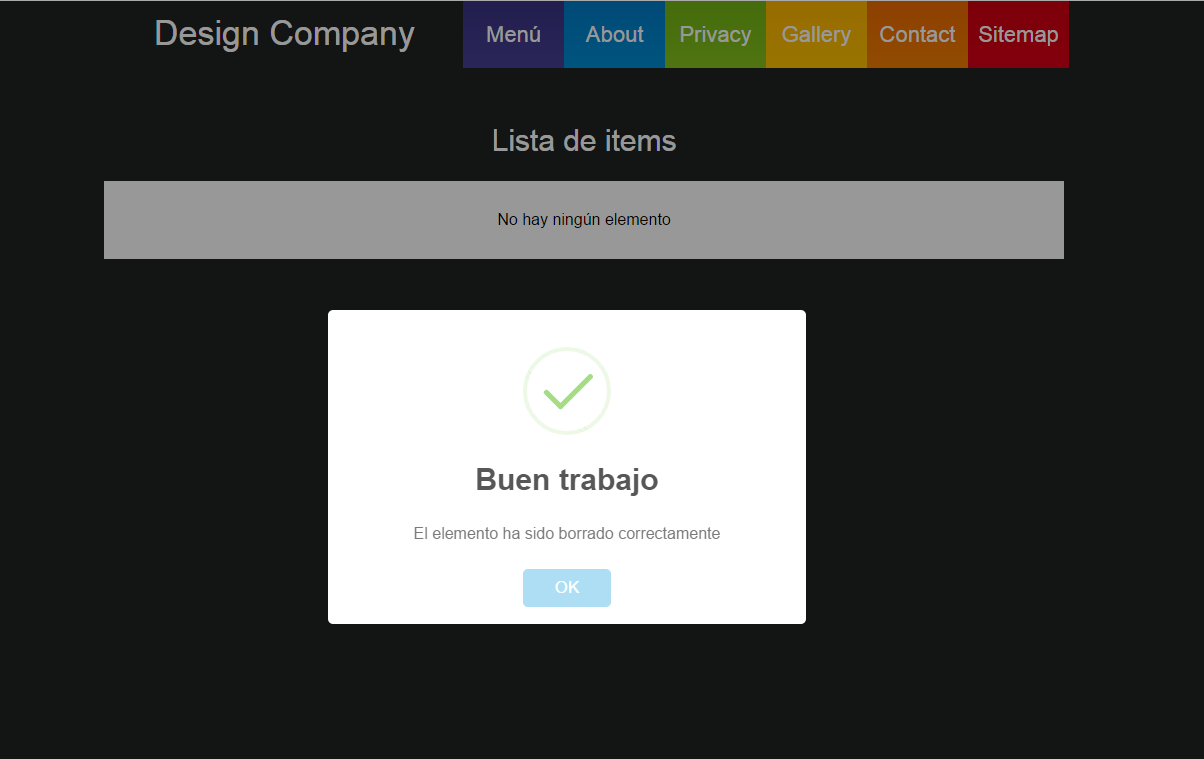 Design Company
Menú
About
Privacy
Gallery
Contact
Sitemap
Lista de items
No hay ningún elemento
Buen trabajo
El elemento ha sido borrado correctamente
OK